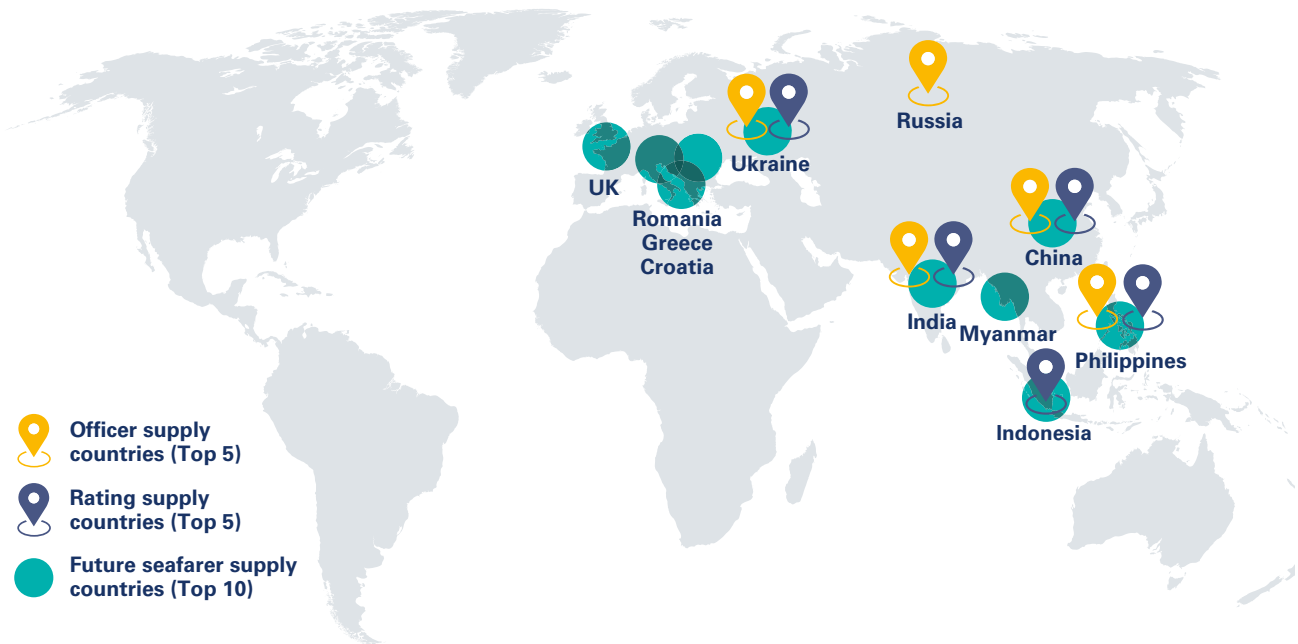 Russia
Ukraine
UK
Romania
Greece
Croatia
China
India
Myanmar
Philippines
Indonesia
Officer supply
countries (Top 5)
Rating supply
countries (Top 5)
Future seafarer supply
countries (Top 10)